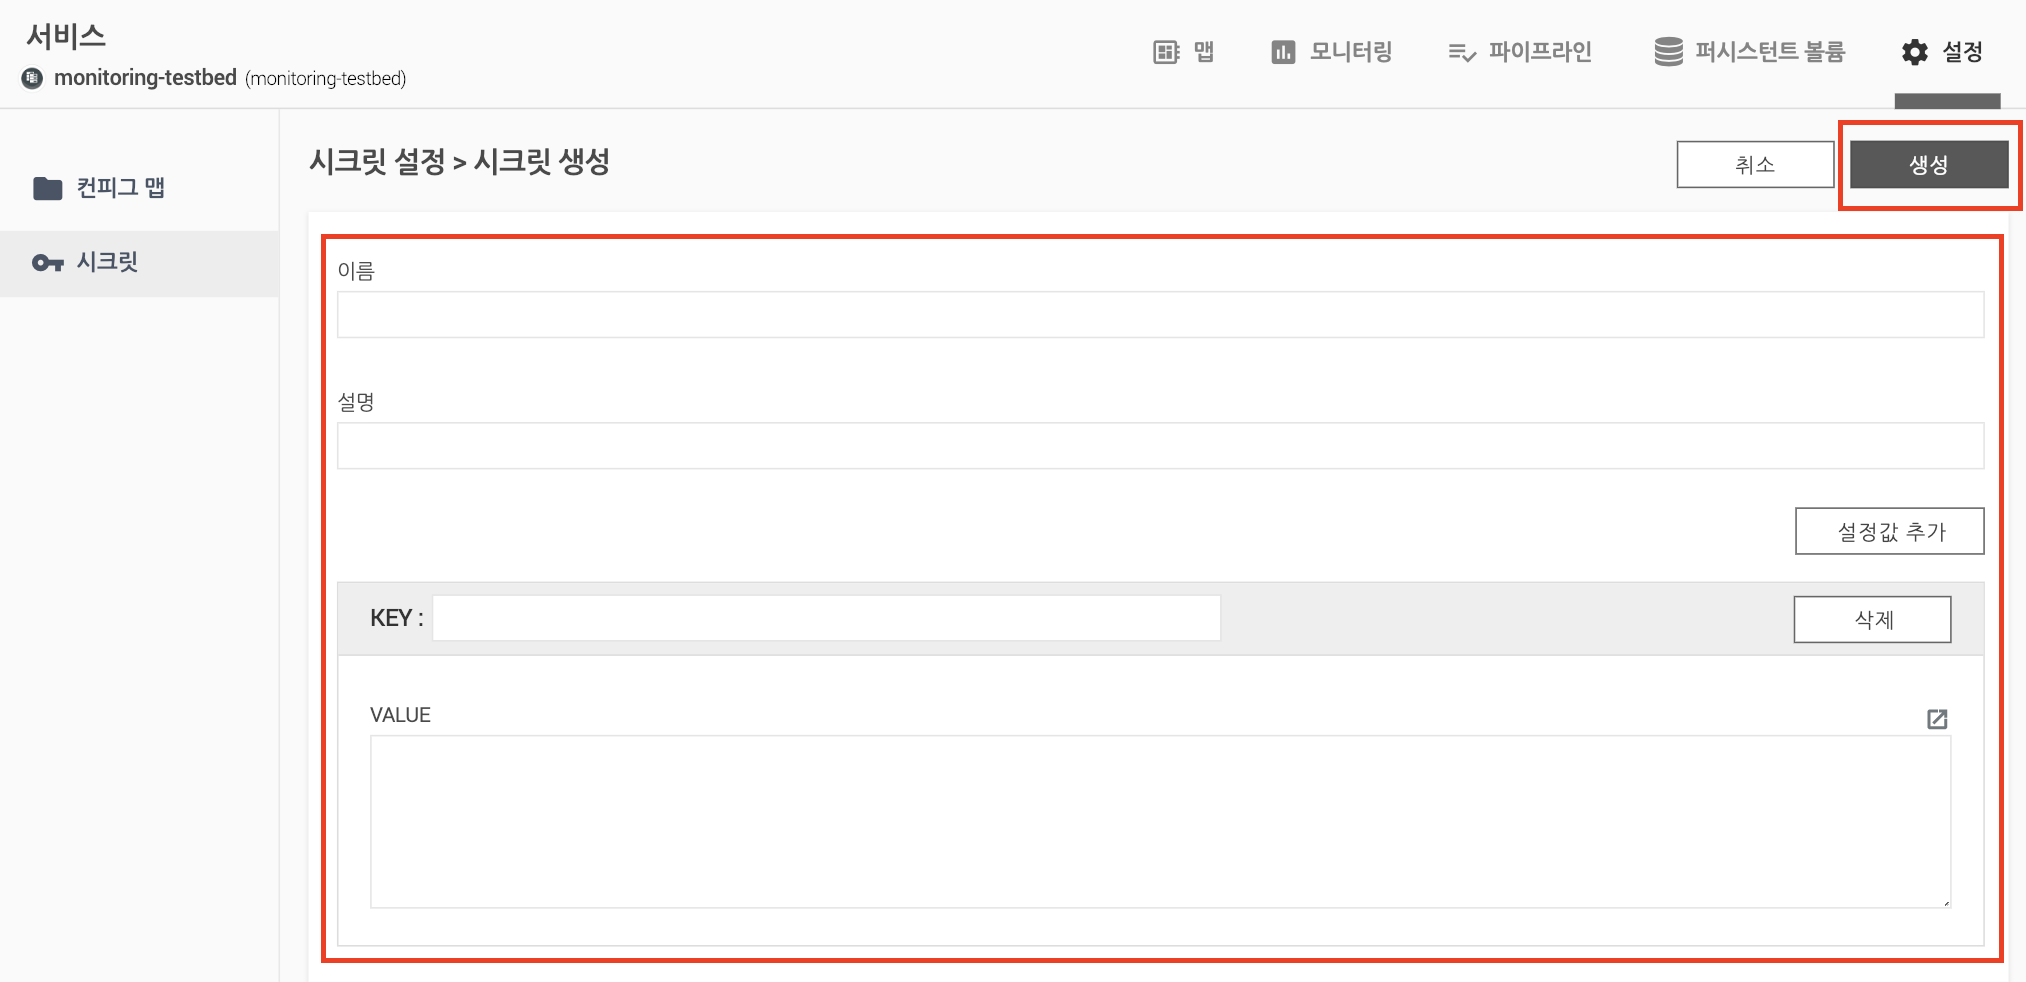 서비스
monitoring-testbed (monitoring-testbed)
맵
모니터링
파이프라인
퍼시스턴트 볼륨
설정
컨피그 맵
시크릿
시크릿 설정 > 시크릿 생성
취소
생성
이름
설명
설정값 추가
KEY :
삭제
VALUE